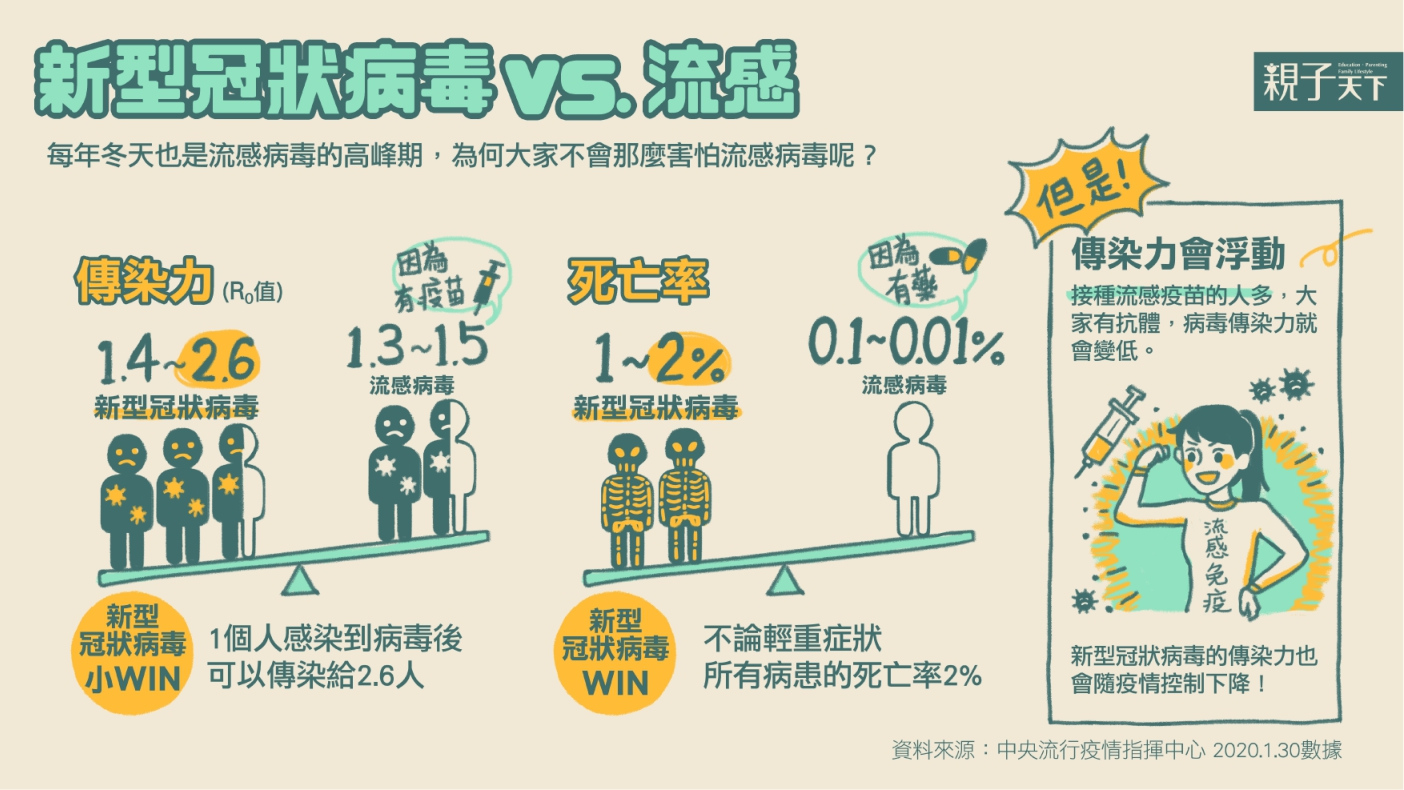 新型冠狀病毒 vs. 流感
親子天下
Education · Parenting
Family Lifestyle
每年冬天也是流感病毒的高峰期，為何大家不會那麼害怕流感病毒呢？
傳染力 (R₀值)
因為
有疫苗
1.4~2.6
新型冠狀病毒
1.3~1.5
流感病毒
新型
冠狀病毒
小WIN
1個人感染到病毒後
可以傳染給2.6人
死亡率
因為
有藥
1~2%
新型冠狀病毒
0.1~0.01%
流感病毒
新型
冠狀病毒
WIN
不論輕重症狀
所有病患的死亡率2%
但是!
傳染力會浮動
接種流感疫苗的人多，大
家有抗體，病毒傳染力就
會變低。
流感免疫
新型冠狀病毒的傳染力也
會隨疫情控制下降！
資料來源：中央流行疫情指揮中心 2020.1.30數據